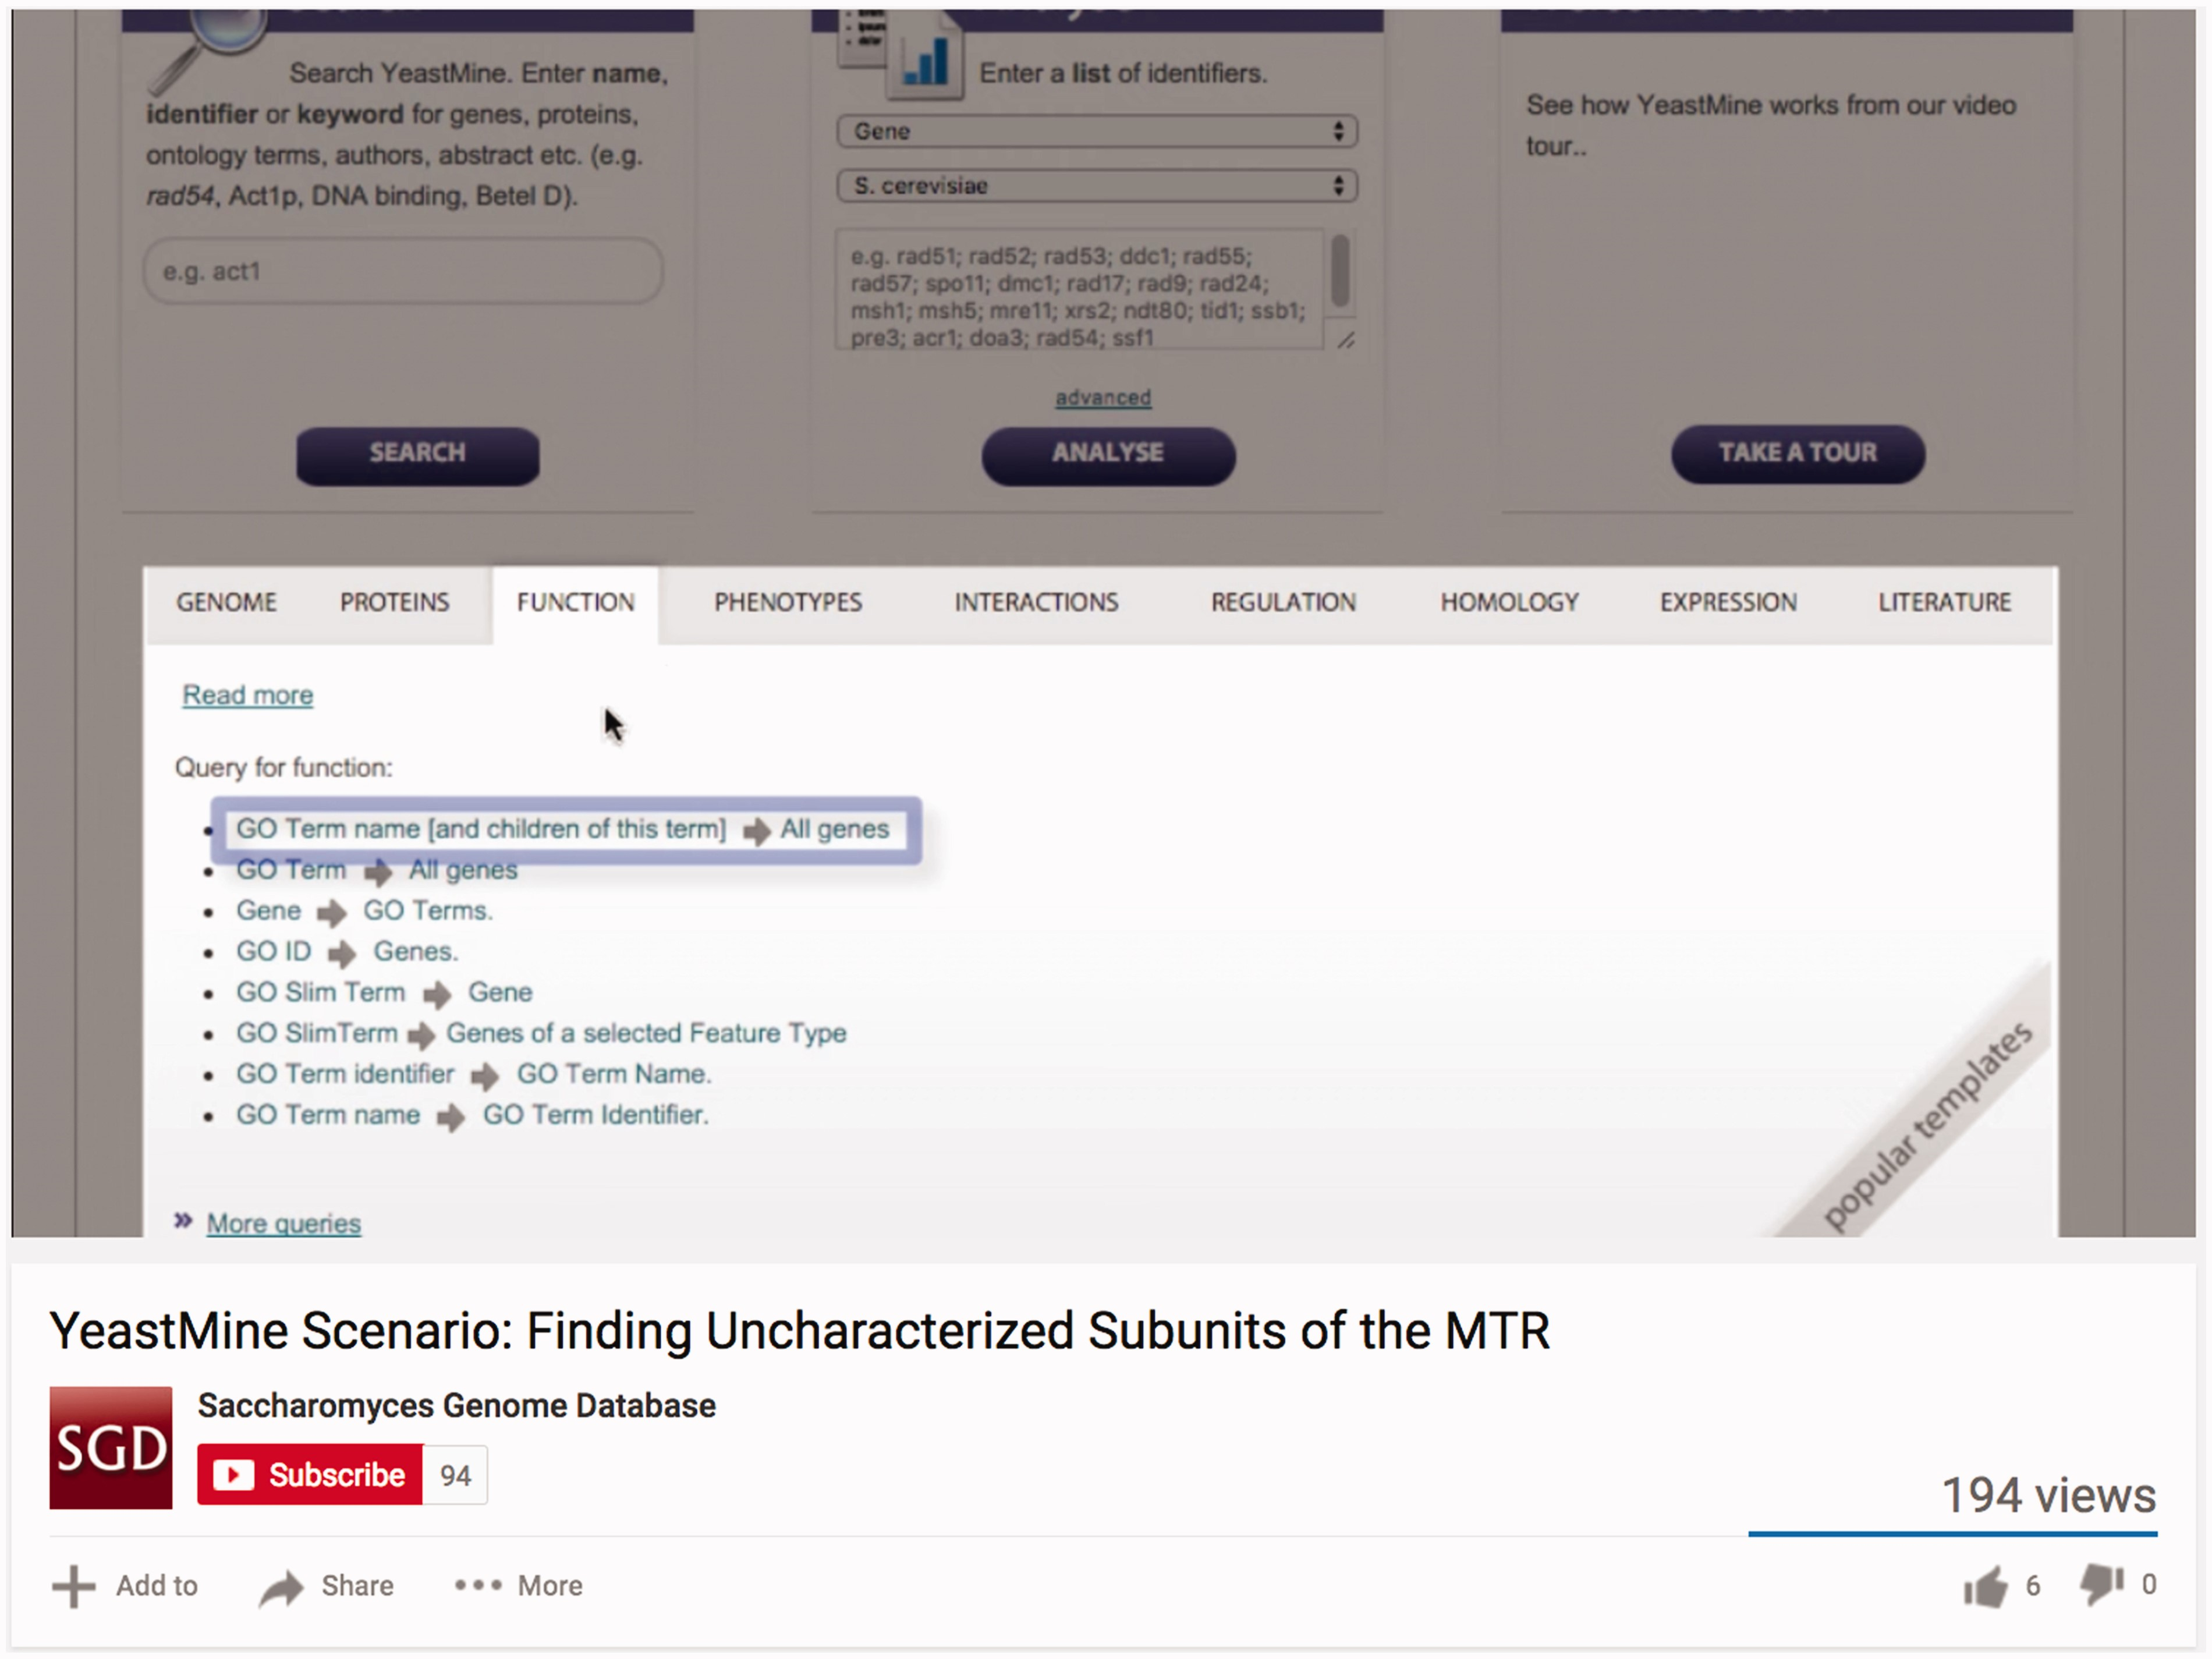 Search YeastMine. Enter name,
identifier or keyword for genes, proteins,
ontology terms, authors, abstract etc. (e.g.
rad54, Act1p, DNA binding, Betel D).
e.g. act1
SEARCH
Enter a list of identifiers.
Gene
S. cerevisiae
e.g. rad51; rad52; rad53; ddc1; rad55;
rad57; spo11; dmc1; rad17; rad9; rad24;
msh1; msh5; mre11; xrs2; ndt80; tid1; ssb1;
pre3; acr1; doa3; rad54; ssf1
advanced
ANALYSE
See how YeastMine works from our video
tour..
TAKE A TOUR
GENOME PROTEINS FUNCTION PHENOTYPES INTERACTIONS REGULATION HOMOLOGY EXPRESSION LITERATURE
Read more
Query for function:
• GO Term name [and children of this term] ➡ All genes
• GO Term ➡ All genes
• Gene ➡ GO Terms.
• GO ID ➡ Genes.
• GO Slim Term ➡ Gene
• GO SlimTerm ➡ Genes of a selected Feature Type
• GO Term identifier ➡ GO Term Name.
• GO Term name ➡ GO Term Identifier.
» More queries
popular templates
YeastMine Scenario: Finding Uncharacterized Subunits of the MTR
SGD
Saccharomyces Genome Database
Subscribe 94
194 views
Add to Share More
6 0